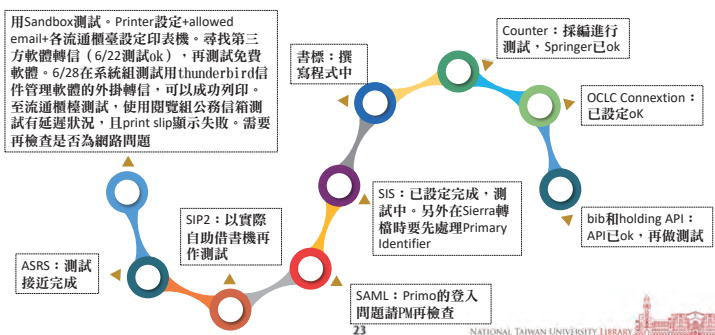 用Sandbox測試。Printer設定+allowed
email+各流通櫃臺設定印表機。尋找第三
方軟體轉信（6/22測試ok），再測試免費
軟體。6/28在系統組測試用thunderbird信
件管理軟體的外掛轉信，可以成功列印。
至流通櫃檯測試，使用閱覽組公務信箱測
試有延遲狀況，且print slip顯示失敗。需要
再檢查是否為網路問題
ASRS：測試
接近完成
SIP2：以實際
自助借書機再
作測試
SAML：Primo的登入
問題請PM再檢查
SIS：已設定完成，測
試中。另外在Sierra轉
檔時要先處理Primary
Identifier
書標：撰
寫程式中
Counter：採編進行
測試，Springer已ok
OCLC Connextion：
已設定oK
bib和holding API：
API已ok，再做測試
23
NATIONAL TAIWAN UNIVERSITY LIBRARY